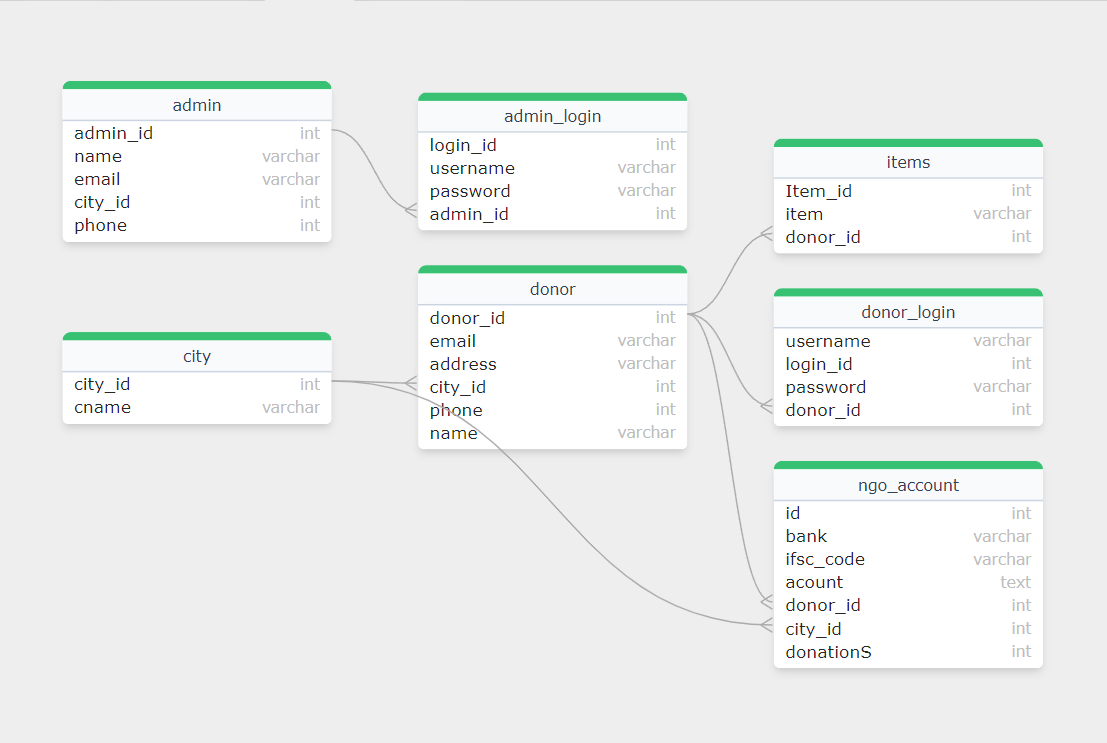 admin
admin_id int
name varchar
email varchar
city_id int
phone int
admin_login
login_id int
username varchar
password varchar
admin_id int
items
Item_id int
item varchar
donor_id int
donor
donor_id int
email varchar
address varchar
city_id int
phone int
name varchar
donor_login
username varchar
login_id int
password varchar
donor_id int
city
city_id int
cname varchar
ngo_account
id int
bank varchar
ifsc_code varchar
acount text
donor_id int
city_id int
donationS int